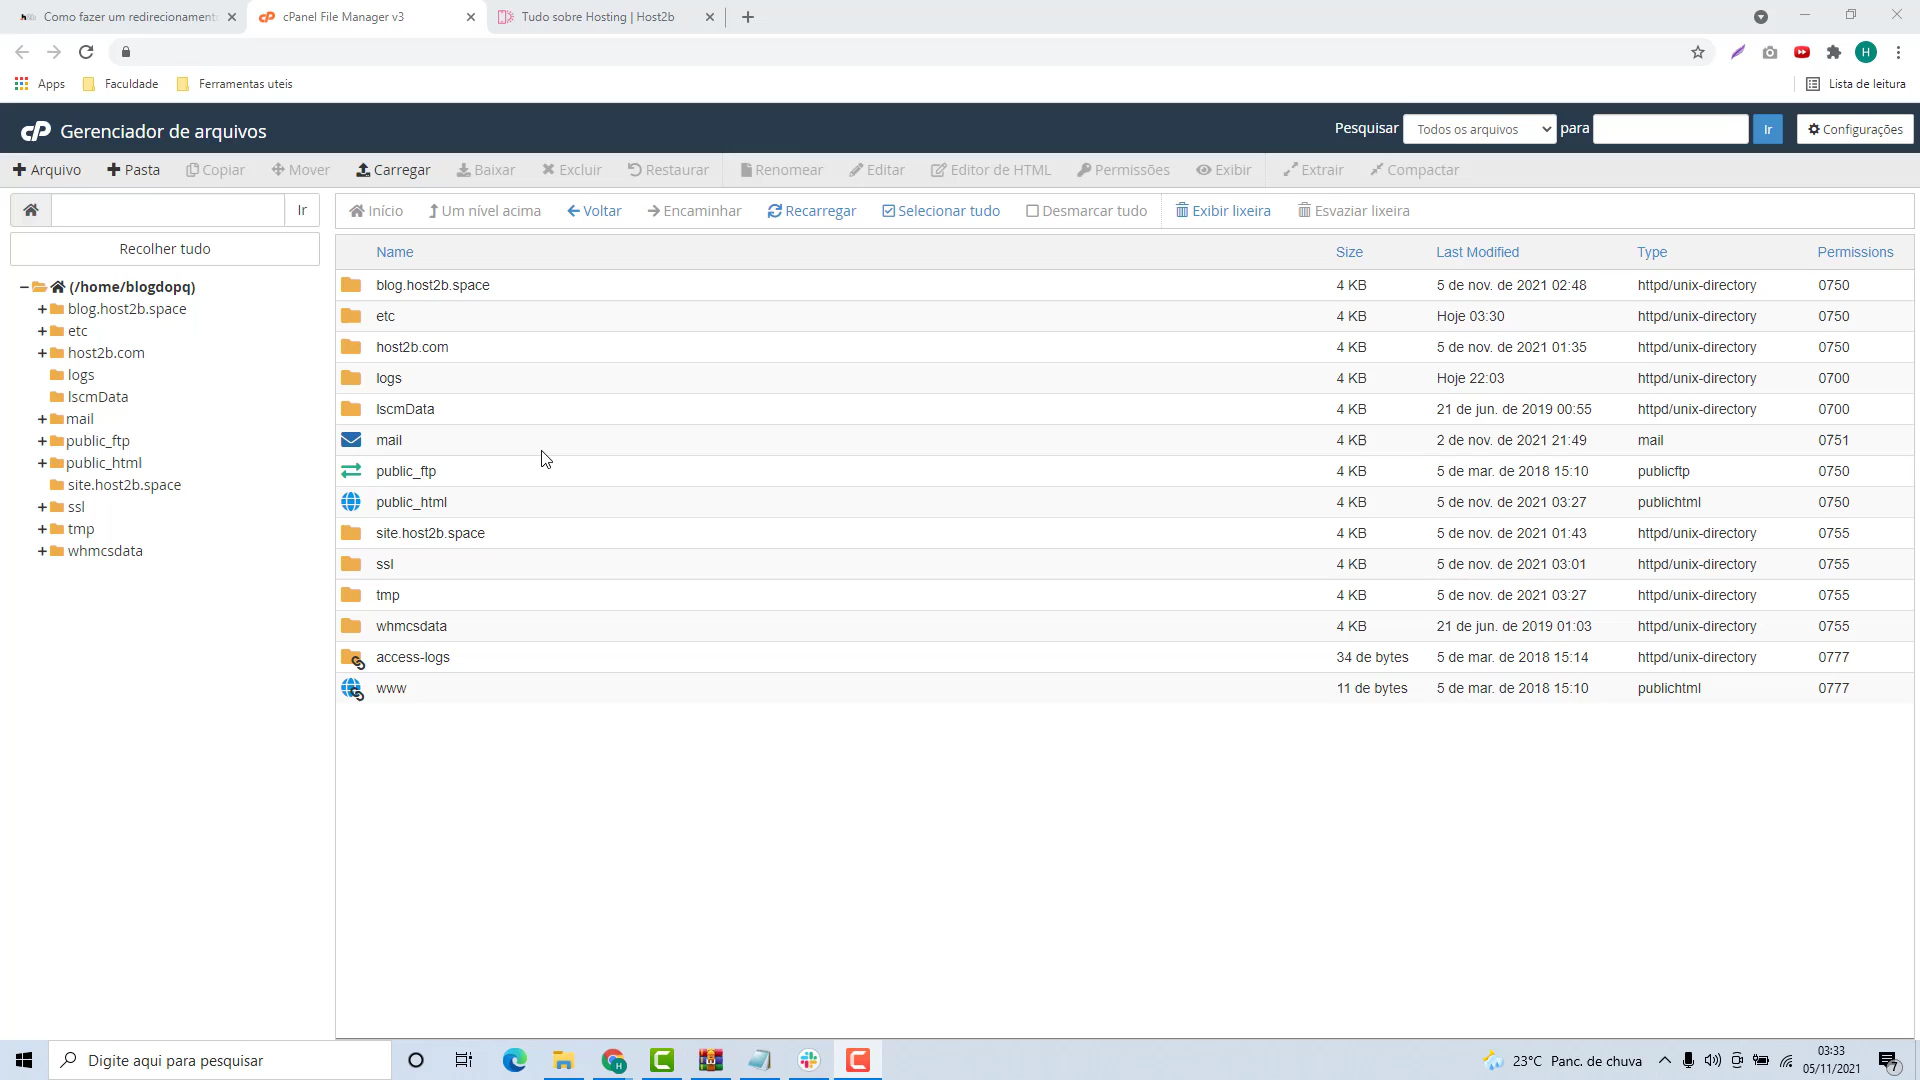 Como fazer um redirecionament
cPanel File Manager v3
Tudo sobre Hosting | Host2b
H
Apps
Faculdade
Ferramentas uteis
Lista de leitura
cP Gerenciador de arquivos
Pesquisar
Todos os arquivos
para
Ir
Configurações
Arquivo
Pasta
Copiar
Mover
Carregar
Baixar
Excluir
Restaurar
Renomear
Editar
Editor de HTML
Permissões
Exibir
Extrair
Compactar
Ir
Início
Um nível acima
Voltar
Encaminhar
Recarregar
Selecionar tudo
Desmarcar tudo
Exibir lixeira
Esvaziar lixeira
Recolher tudo
(/home/blogdopq)
blog.host2b.space
etc
host2b.com
logs
lscmData
mail
public_ftp
public_html
site.host2b.space
ssl
tmp
whmcsdata
Name Size Last Modified Type Permissions
blog.host2b.space 4 KB 5 de nov. de 2021 02:48 httpd/unix-directory 0750
etc 4 KB Hoje 03:30 httpd/unix-directory 0750
host2b.com 4 KB 5 de nov. de 2021 01:35 httpd/unix-directory 0750
logs 4 KB Hoje 22:03 httpd/unix-directory 0700
lscmData 4 KB 21 de jun. de 2019 00:55 httpd/unix-directory 0700
mail 4 KB 2 de nov. de 2021 21:49 mail 0751
public_ftp 4 KB 5 de mar. de 2018 15:10 publicftp 0750
public_html 4 KB 5 de nov. de 2021 03:27 publichtml 0750
site.host2b.space 4 KB 5 de nov. de 2021 01:43 httpd/unix-directory 0755
ssl 4 KB 5 de nov. de 2021 03:01 httpd/unix-directory 0755
tmp 4 KB 5 de nov. de 2021 03:27 httpd/unix-directory 0755
whmcsdata 4 KB 21 de jun. de 2019 01:03 httpd/unix-directory 0755
access-logs 34 de bytes 5 de mar. de 2018 15:14 httpd/unix-directory 0777
www 11 de bytes 5 de mar. de 2018 15:10 publichtml 0777
Digite aqui para pesquisar
23°C Panc. de chuva
03:33
05/11/2021
7